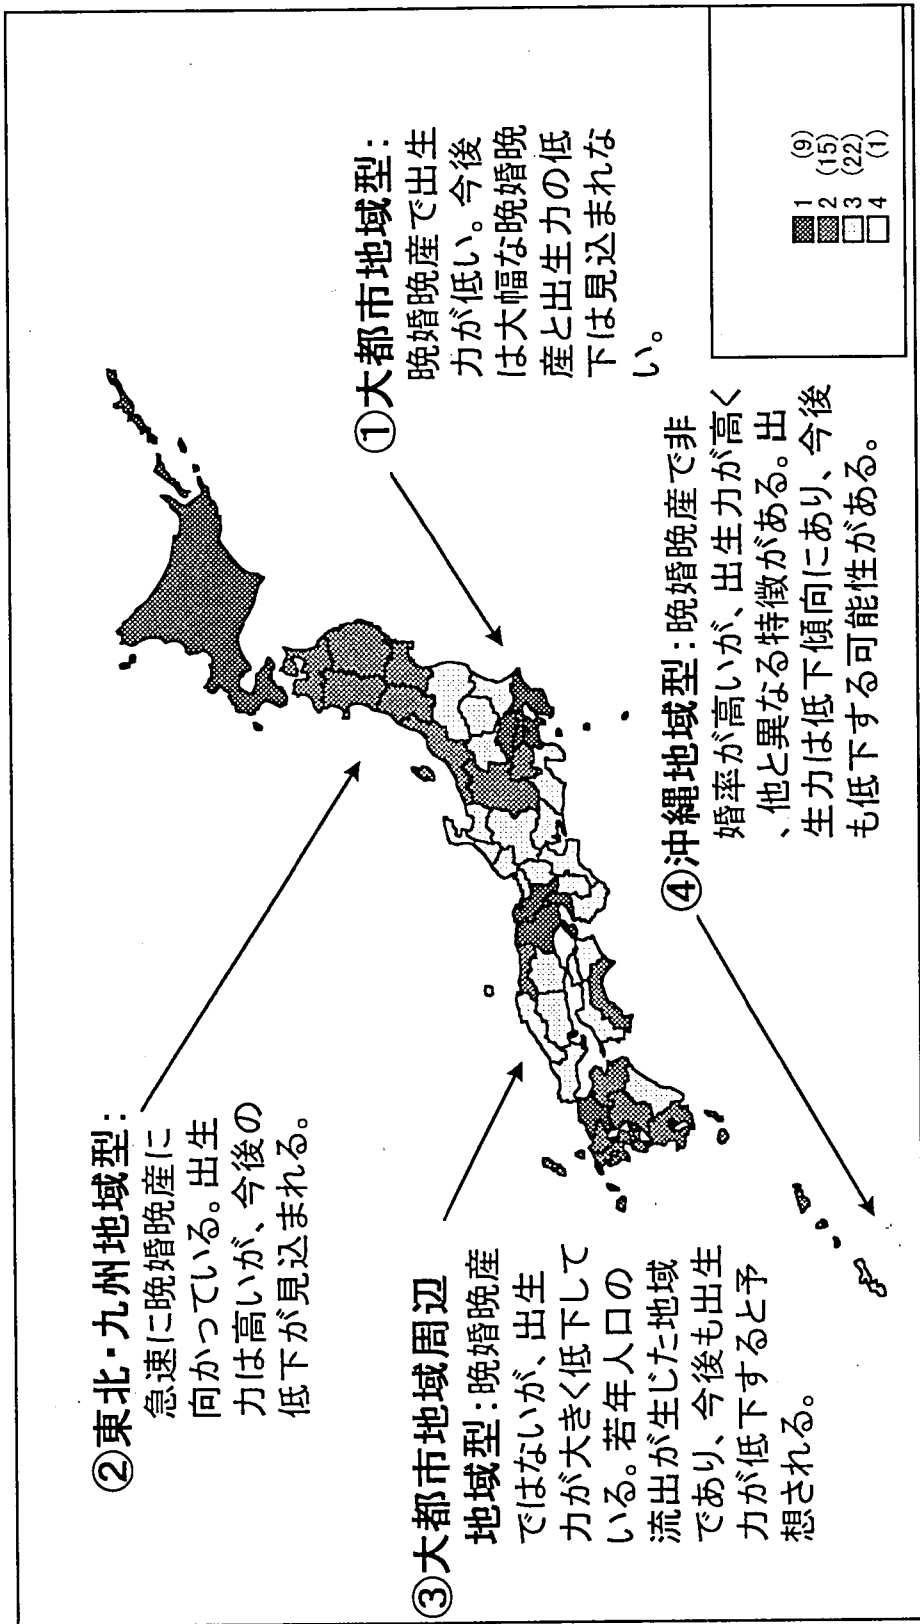 ②東北・九州地域型：
急速に晩婚晩産に
向かっている。出生
力は高いが、今後の
低下が見込まれる。
①大都市地域型：
晩婚晩産で出生
力が低い。今後
は大幅な晩婚晩
産と出生力の低
下は見込まれな
い。
③大都市地域周辺
地域型：晩婚晩産
ではないが、出生
力が大きく低下して
いる。若年人口の
流出が生じた地域
であり、今後も出生
力が低下すると予
想される。
④沖縄地域型：晩婚晩産で非
婚率が高いが、出生力が高く
、他と異なる特徴がある。出
生力は低下傾向にあり、今後
も低下する可能性がある。
1 (9)
2 (15)
3 (22)
4 (1)